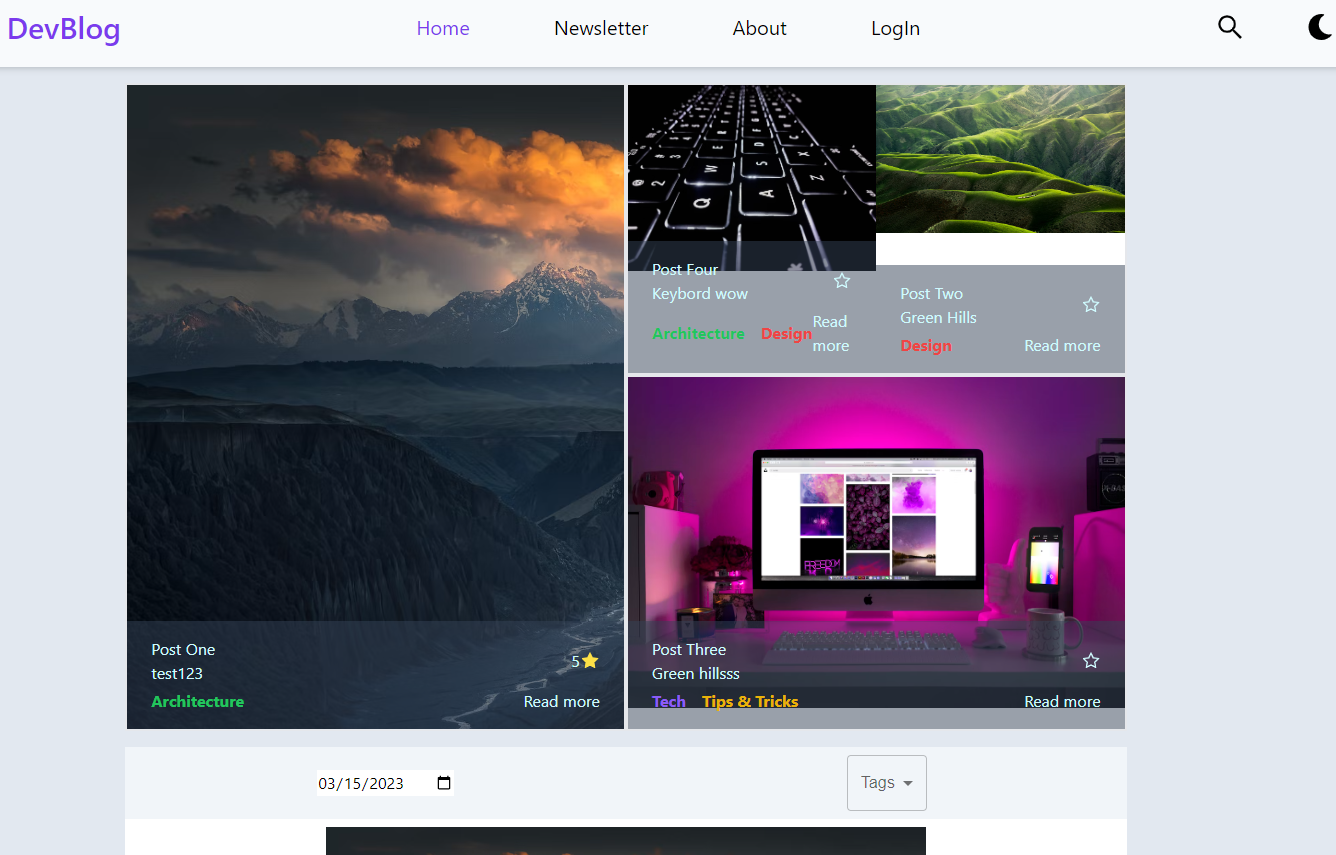 DevBlog
Home
Newsletter
About
LogIn
Post Four
Keybord wow
Architecture Design
Read
more
Post Two
Green Hills
Design
Read more
Post One
test123
5
Architecture
Read more
Post Three
Green hillsss
Tech Tips & Tricks
Read more
03/15/2023
Tags
Q
A
W
S
2
FREEDOM